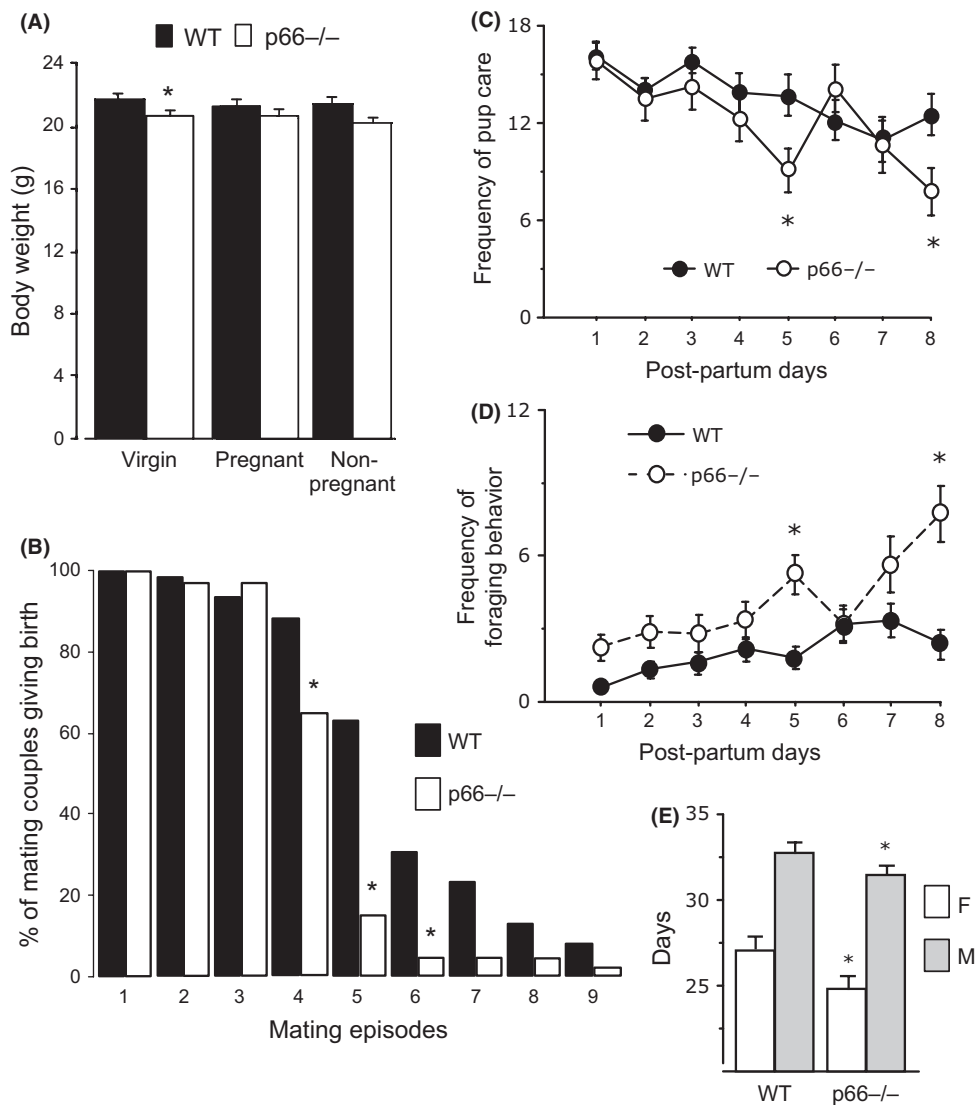 (A)
WT p66–/–
24
20
16
12
8
4
0
Body weight (g)
*
Virgin Pregnant Non-
pregnant
(B)
100
80
60
40
20
0
% of mating couples giving birth
*
*
*
WT
p66–/–
1 2 3 4 5 6 7 8 9
Mating episodes
(C)
18
12
6
0
Frequency of pup care
*
*
WT p66–/–
1 2 3 4 5 6 7 8
Post-partum days
(D)
12
9
6
3
0
Frequency of
foraging behavior
WT
p66–/–
*
*
1 2 3 4 5 6 7 8
Post-partum days
(E)
35
30
25
Days
*
*
F
M
WT p66–/–